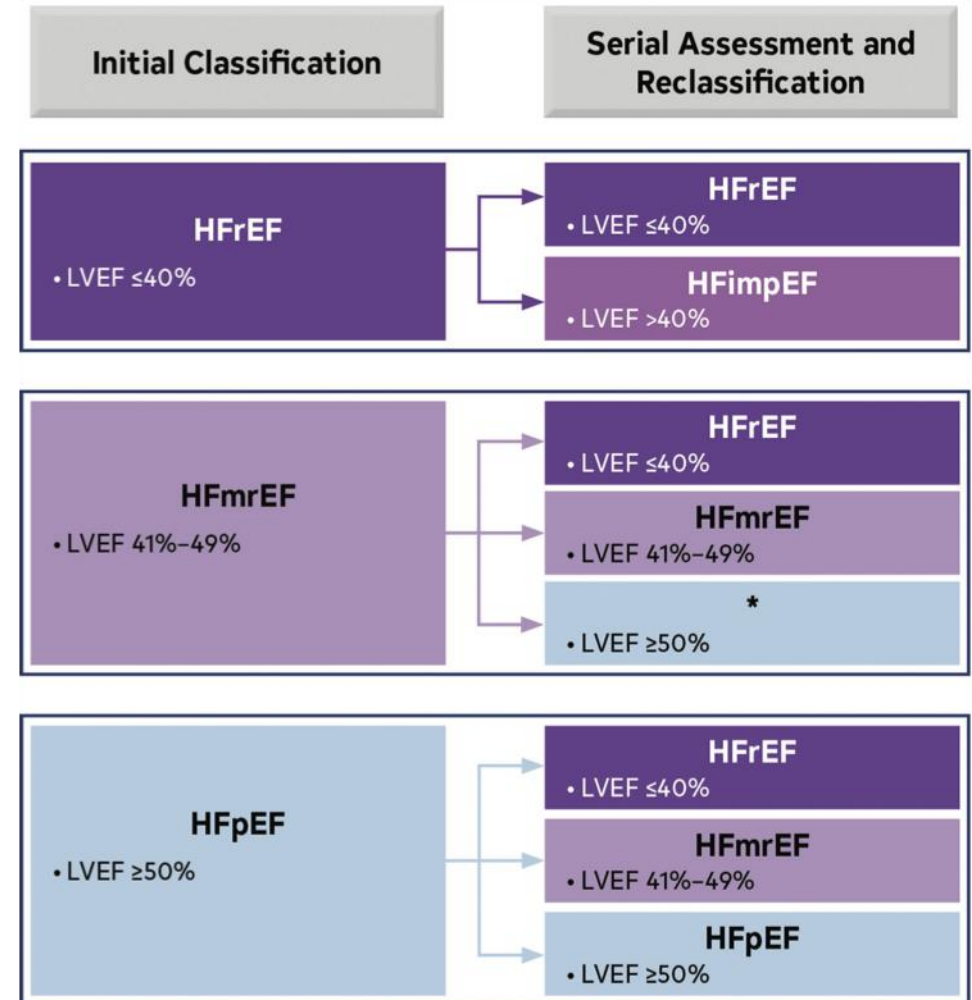 Initial Classification
Serial Assessment and
Reclassification
HFrEF
• LVEF ≤40%
HFrEF
• LVEF ≤40%
HFimpEF
• LVEF >40%
HFmrEF
• LVEF 41%–49%
HFrEF
• LVEF ≤40%
HFmrEF
• LVEF 41%–49%
*
• LVEF ≥50%
HFpEF
• LVEF ≥50%
HFrEF
• LVEF ≤40%
HFmrEF
• LVEF 41%–49%
HFpEF
• LVEF ≥50%